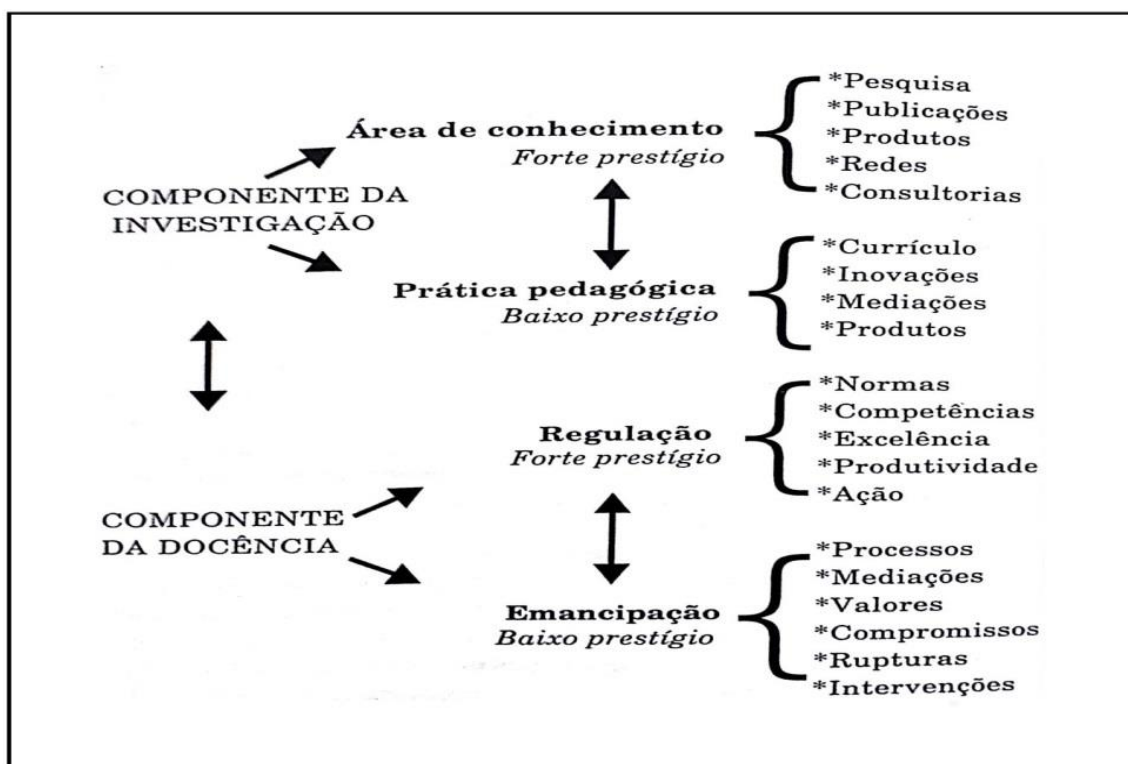 COMPONENTE DA
INVESTIGAÇÃO
Área de conhecimento
Forte prestígio
*Pesquisa
*Publicações
*Produtos
*Redes
*Consultorias
Prática pedagógica
Baixo prestígio
*Currículo
*Inovações
*Mediações
*Produtos
COMPONENTE
DA DOCÊNCIA
Regulação
Forte prestígio
*Normas
*Competências
*Excelência
*Produtividade
*Ação
Emancipação
Baixo prestígio
*Processos
*Mediações
*Valores
*Compromissos
*Rupturas
*Intervenções